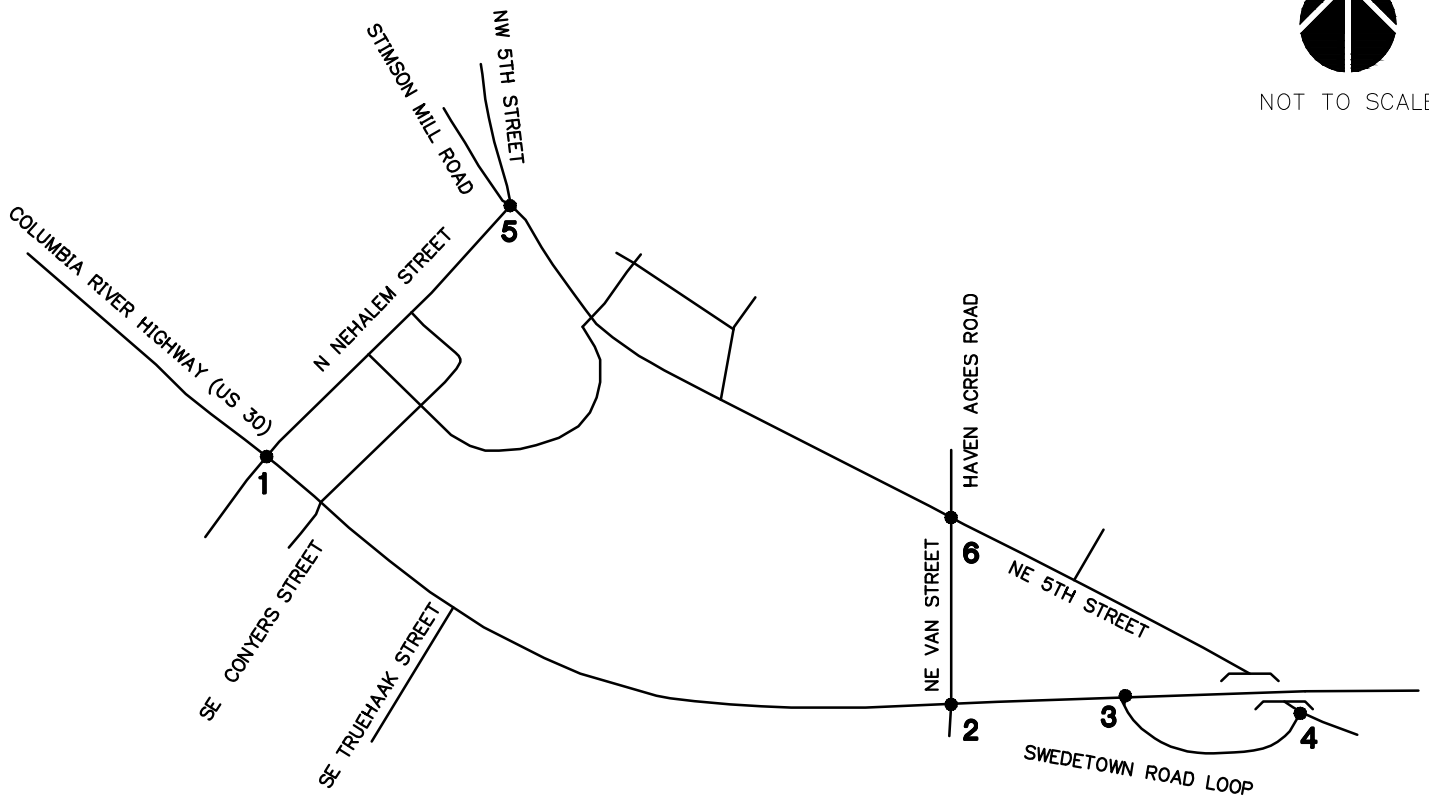 NOT TO SCALE
NW 5TH STREET
STIMSON MILL ROAD
5
COLUMBIA RIVER HIGHWAY (US 30)
N NEHALEM STREET
1
HAVEN ACRES ROAD
6
NE 5TH STREET
NE VAN STREET
SE CONYERS STREET
SE TRUEHAAK STREET
2
3
4
SWEDETOWN ROAD LOOP